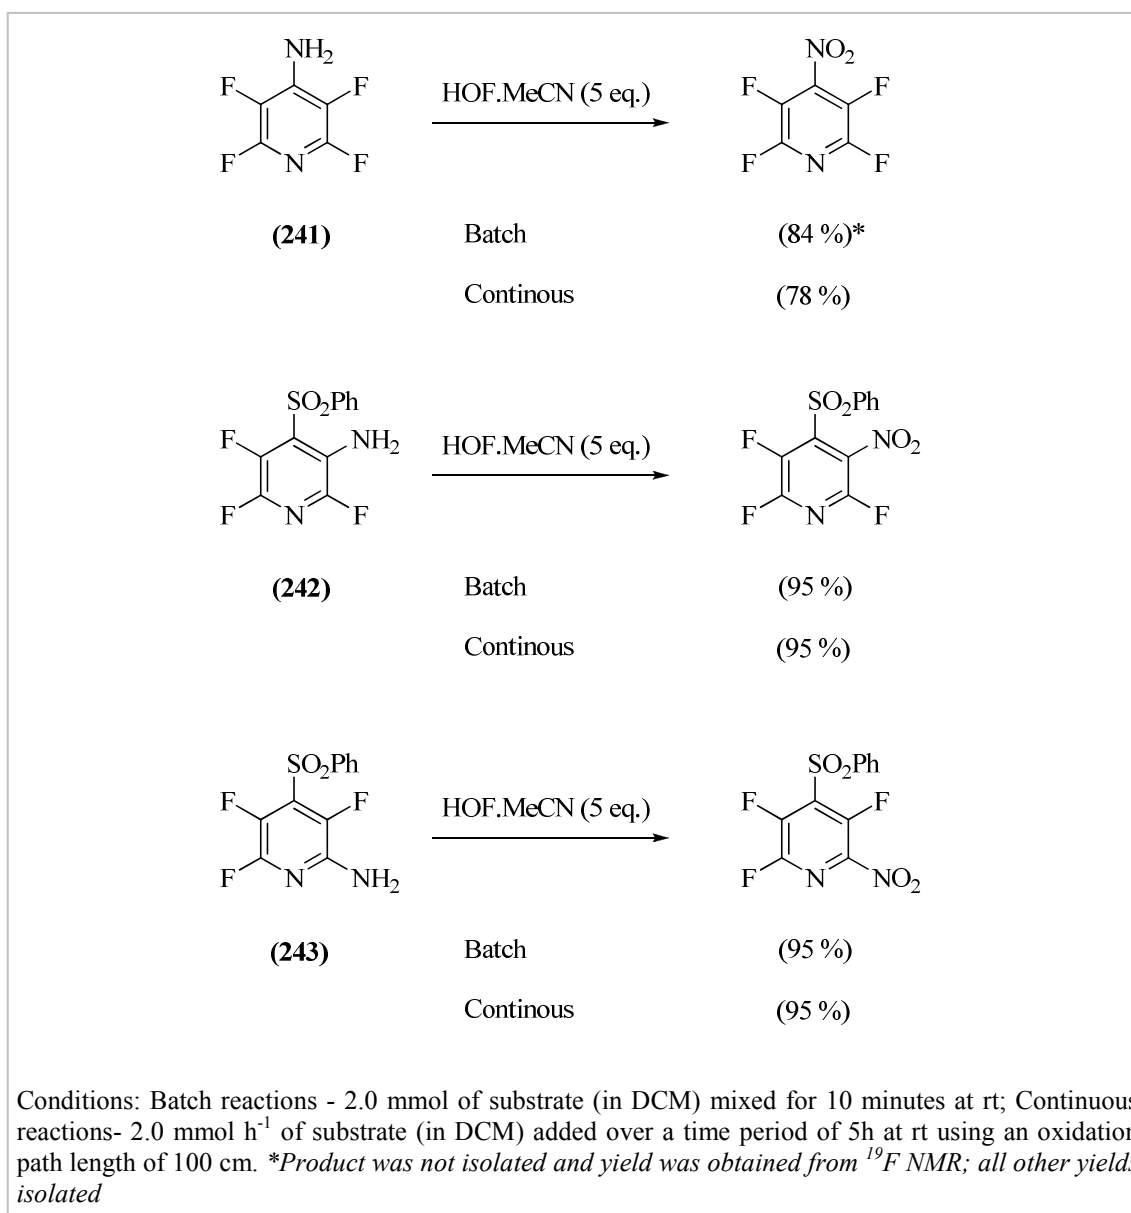 NH2
F F
F N F
HOF.MeCN (5 eq.)
NO2
F F
F N F
(241) Batch (84 %)*
Continous (78 %)
SO2Ph
F NH2
F N F
HOF.MeCN (5 eq.)
SO2Ph
F NO2
F N F
(242) Batch (95 %)
Continous (95 %)
SO2Ph
F F
F N NH2
HOF.MeCN (5 eq.)
SO2Ph
F F
F N NO2
(243) Batch (95 %)
Continous (95 %)
Conditions: Batch reactions - 2.0 mmol of substrate (in DCM) mixed for 10 minutes at rt; Continuous
reactions- 2.0 mmol h-1 of substrate (in DCM) added over a time period of 5h at rt using an oxidation
path length of 100 cm. *Product was not isolated and yield was obtained from 19F NMR; all other yields
isolated